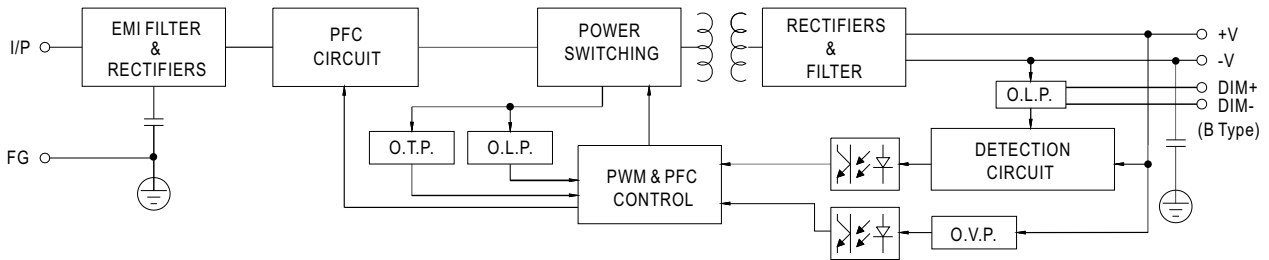 I/P
EMI FILTER
&
RECTIFIERS
PFC
CIRCUIT
POWER
SWITCHING
RECTIFIERS
&
FILTER
+V
-V
DIM+
DIM-
(B Type)
O.L.P.
FG
O.T.P.
O.L.P.
PWM & PFC
CONTROL
DETECTION
CIRCUIT
O.V.P.